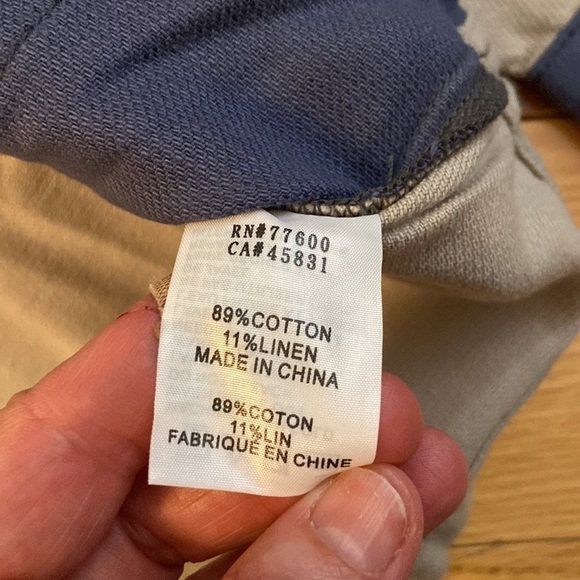 RN#77600
CA#45831
89%COTTON
11%LINEN
MADE IN CHINA
89%COTON
11%LIN
FABRIQUÉ EN CHINE